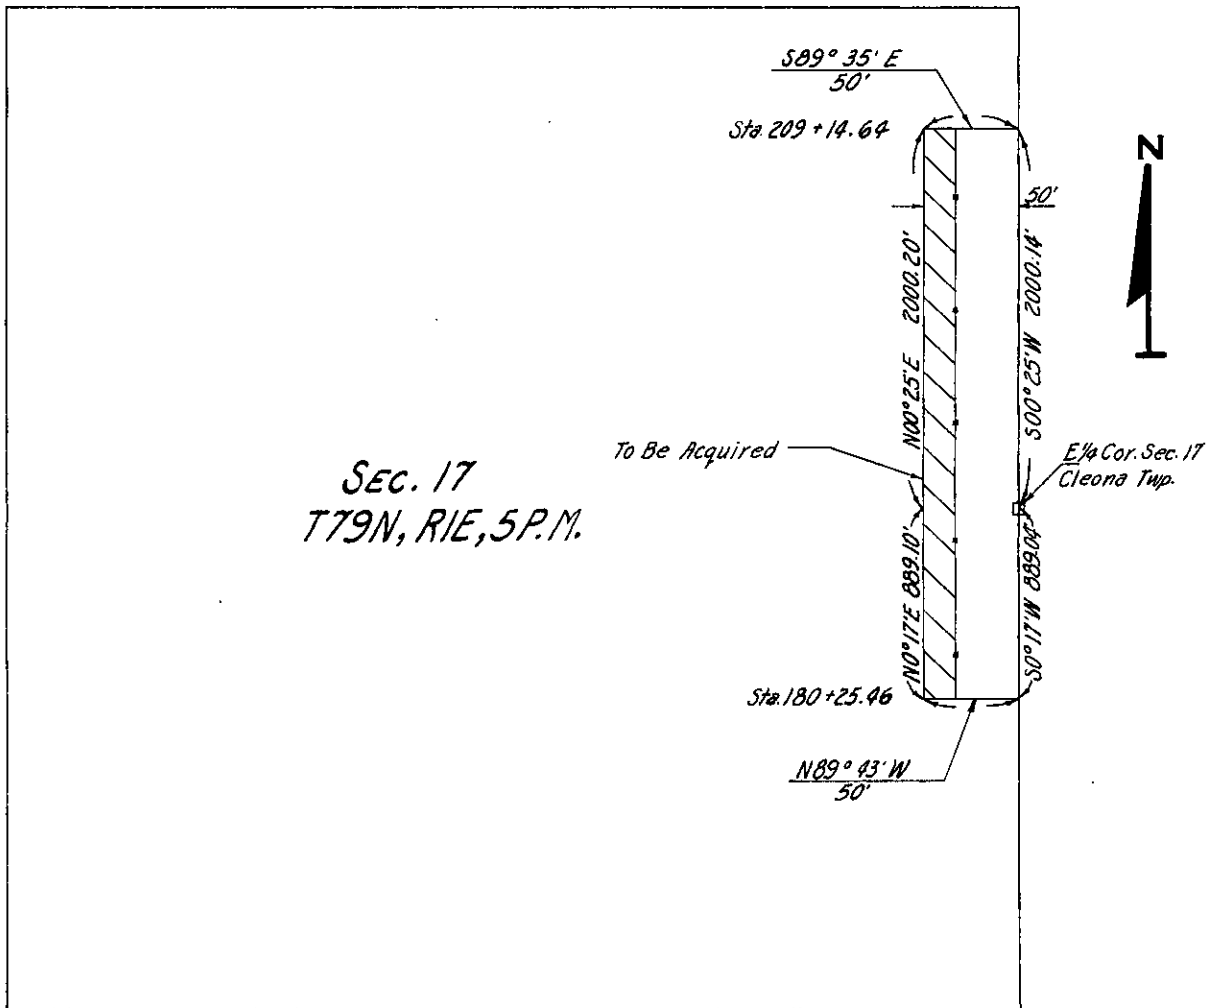 S89° 35' E
50'
Sta. 209 + 14.64
N
50'
N00° 25'E 2000.20'
S00° 25'W 2000.14'
To Be Acquired
E¼ Cor. Sec. 17
Cleona Twp.
SEC. 17
T79N, R1E, 5P.M.
N0° 17'E 889.10'
S0° 17'W 889.04'
Sta. 180 + 25.46
N89° 43' W
50'